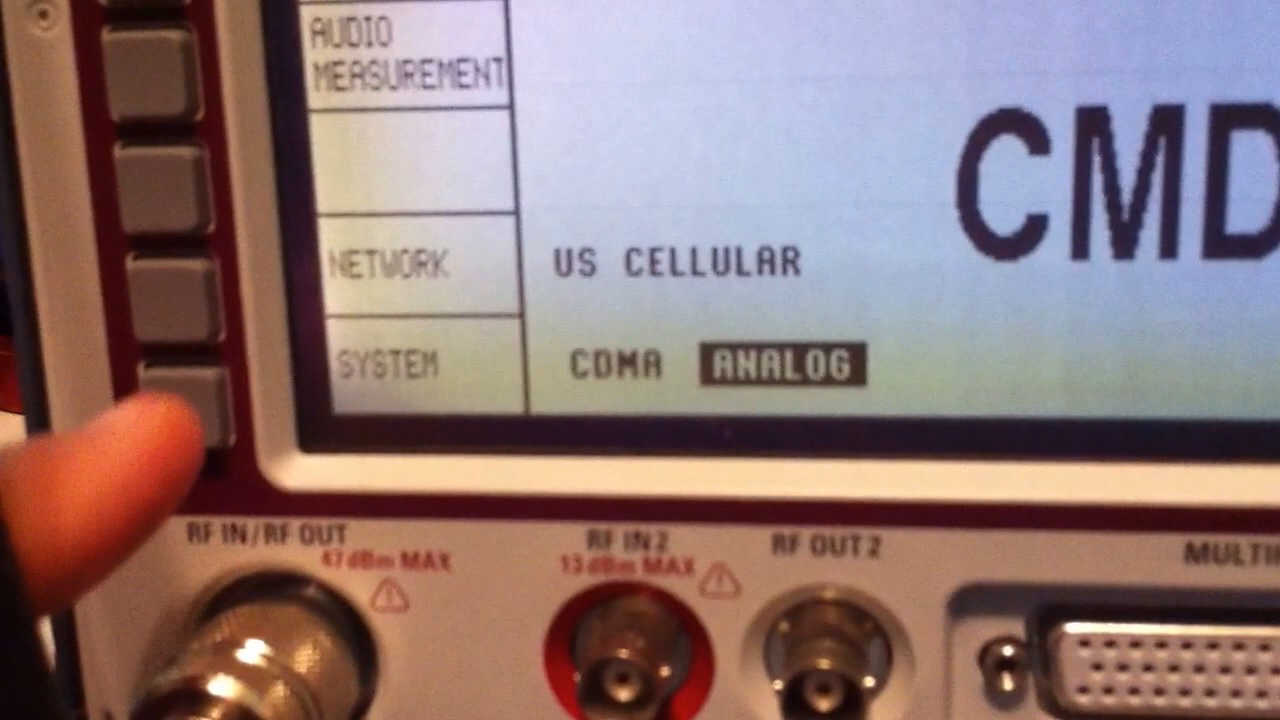 AUDIO
MEASUREMENT
CMD
NETWORK US CELLULAR
SYSTEM CDMA ANALOG
RF IN/RF OUT
47 dBm MAX
RF IN 2
13 dBm MAX
RF OUT 2
MULTI